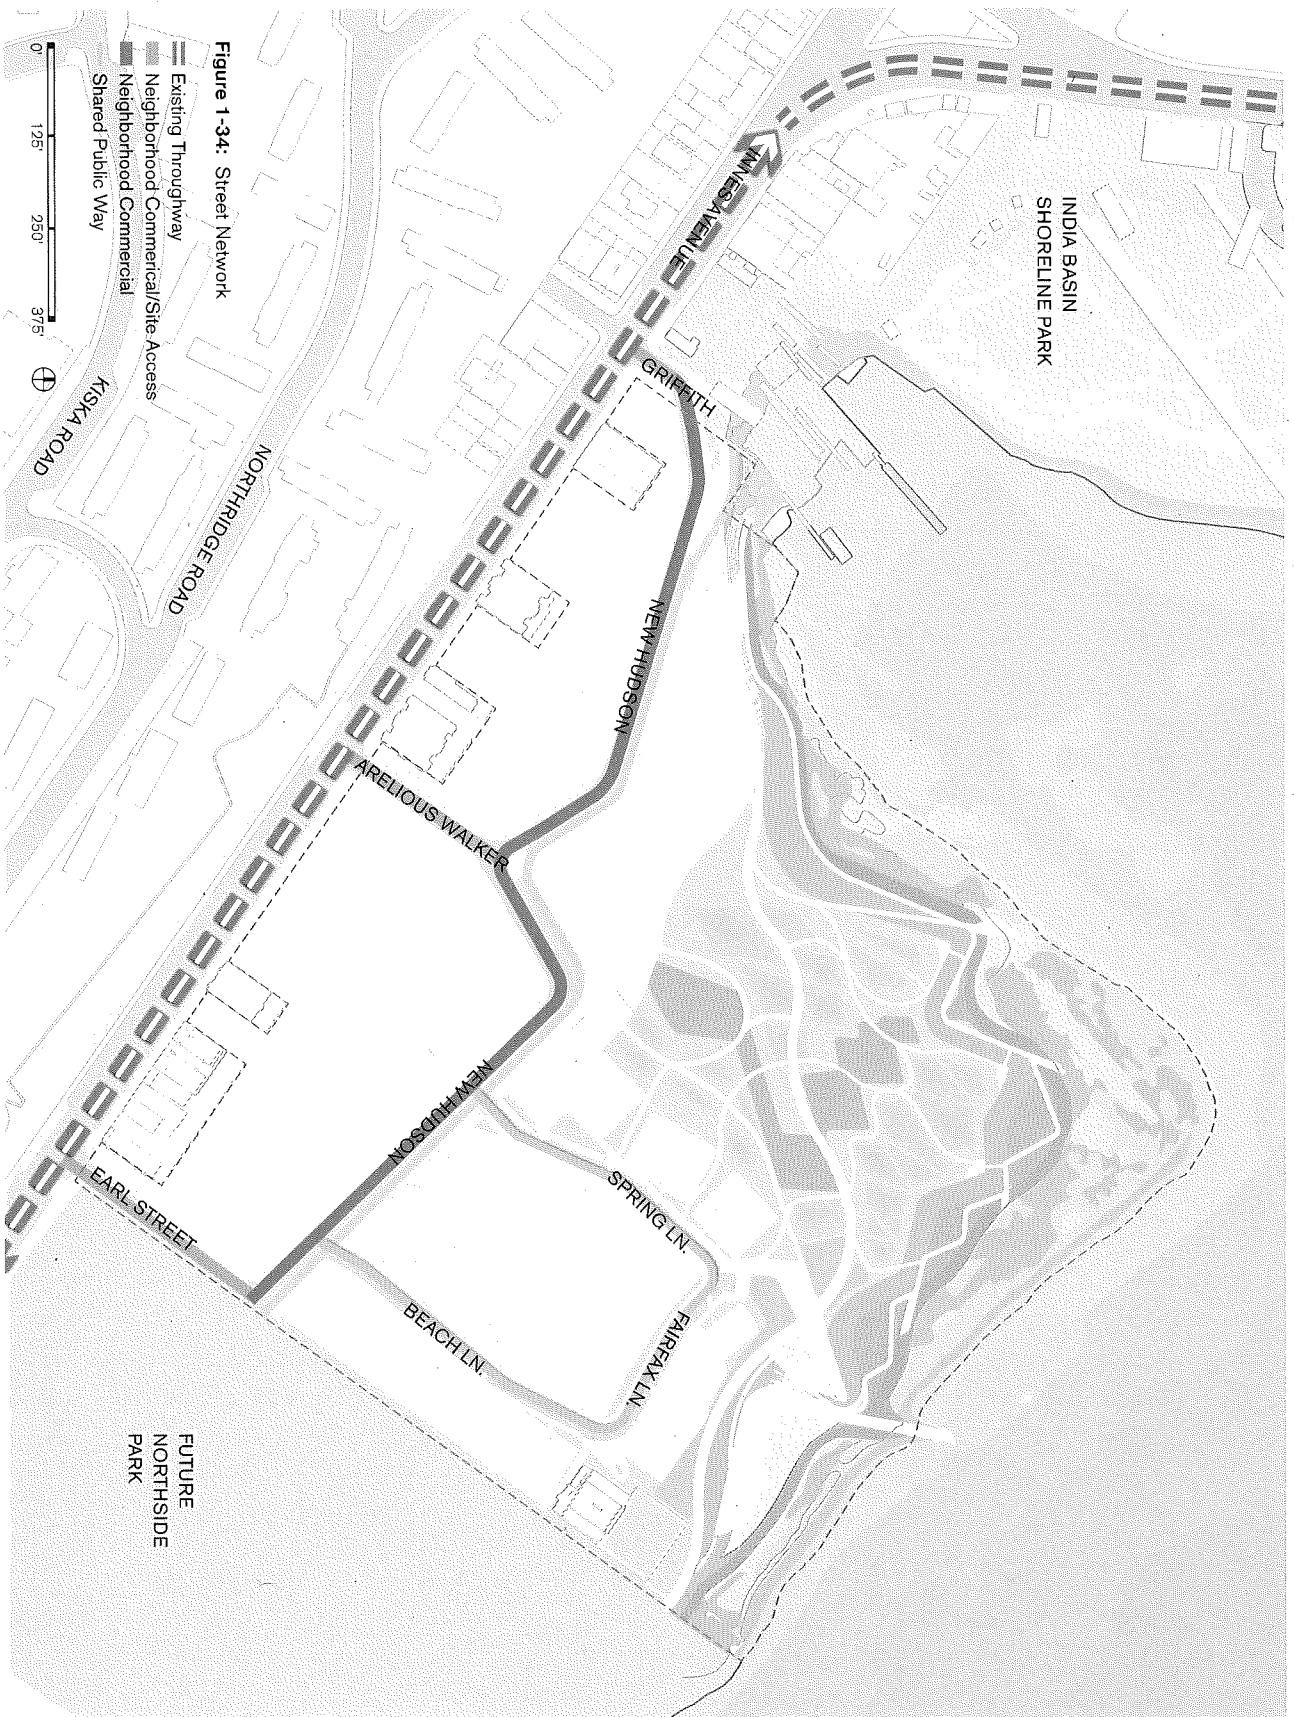 INDIA BASIN
SHORELINE PARK
INNES AVENUE
GRIFFITH
NEW HUDSON
ARELIOUS WALKER
NEW HUDSON
SPRING LN.
FAIRFAX LN.
BEACH LN.
EARL STREET
FUTURE
NORTHSIDE
PARK
NORTHRIDGE ROAD
KISKA ROAD
Figure 1-34: Street Network
Existing Throughway
Neighborhood Commerical/Site Access
Neighborhood Commercial
Shared Public Way
0' 125' 250' 375'